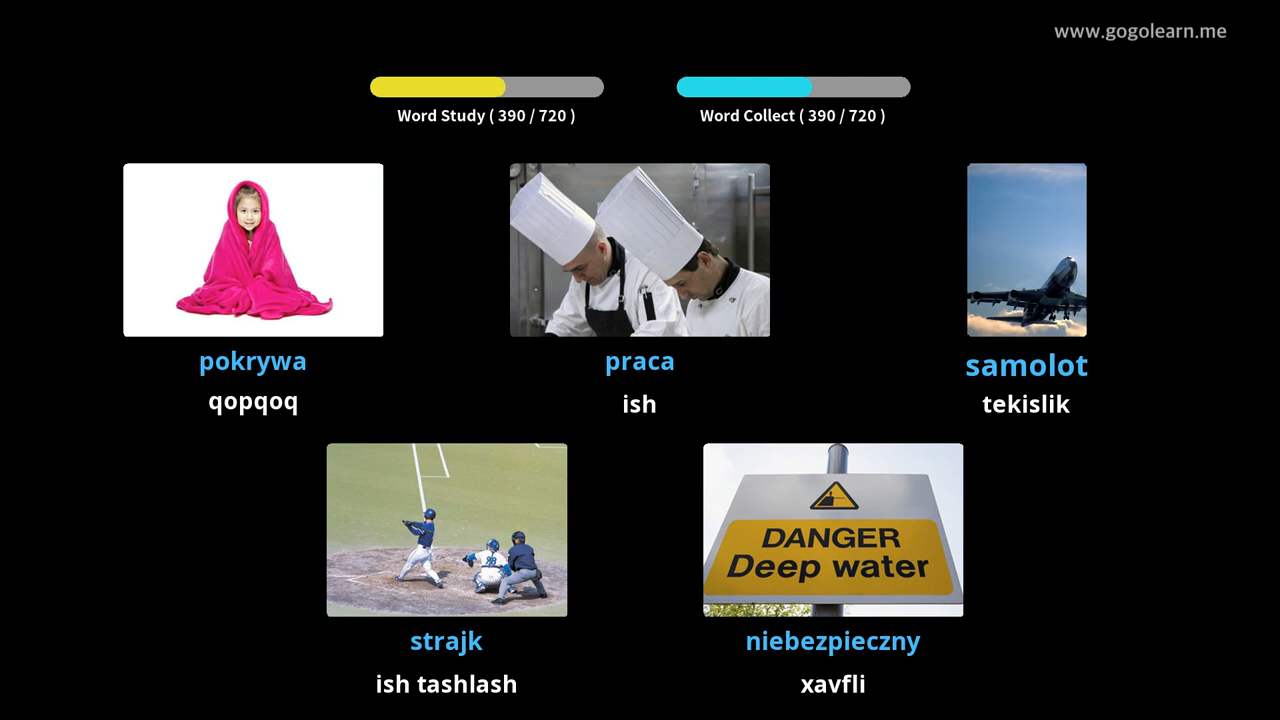 www.gogolearn.me
Word Study ( 390 / 720 )
Word Collect ( 390 / 720 )
pokrywa
qopqoq
praca
ish
samolot
tekislik
DANGER
Deep water
strajk
ish tashlash
niebezpieczny
xavfli